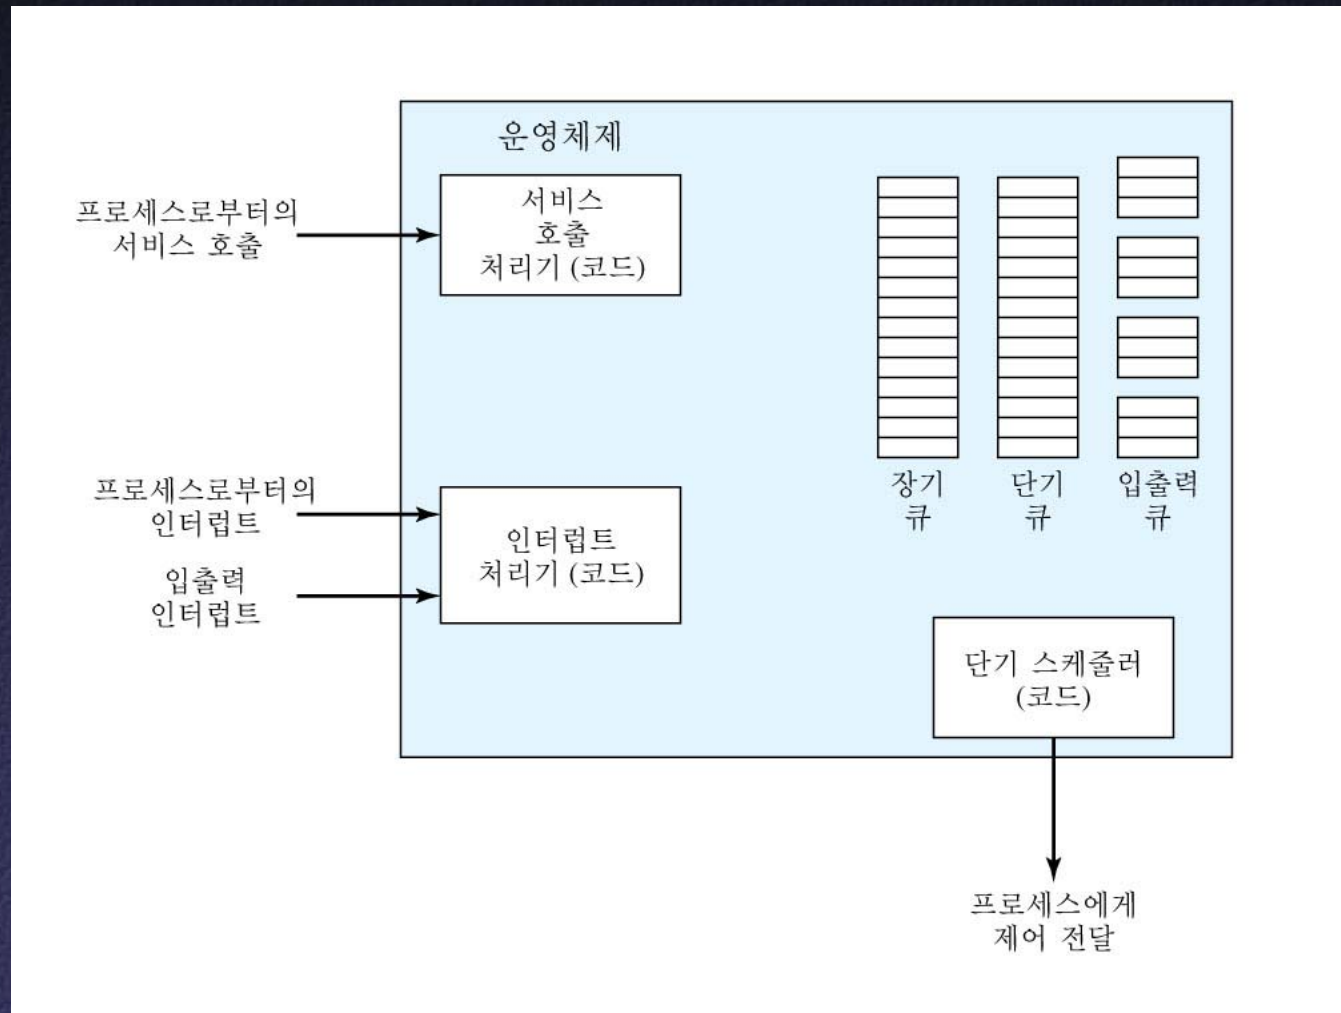 운영체제
프로세스로부터의
서비스 호출
서비스
호출
처리기 (코드)
프로세스로부터의
인터럽트
입출력
인터럽트
인터럽트
처리기 (코드)
장기
큐
단기
큐
입출력
큐
단기 스케줄러
(코드)
프로세스에게
제어 전달